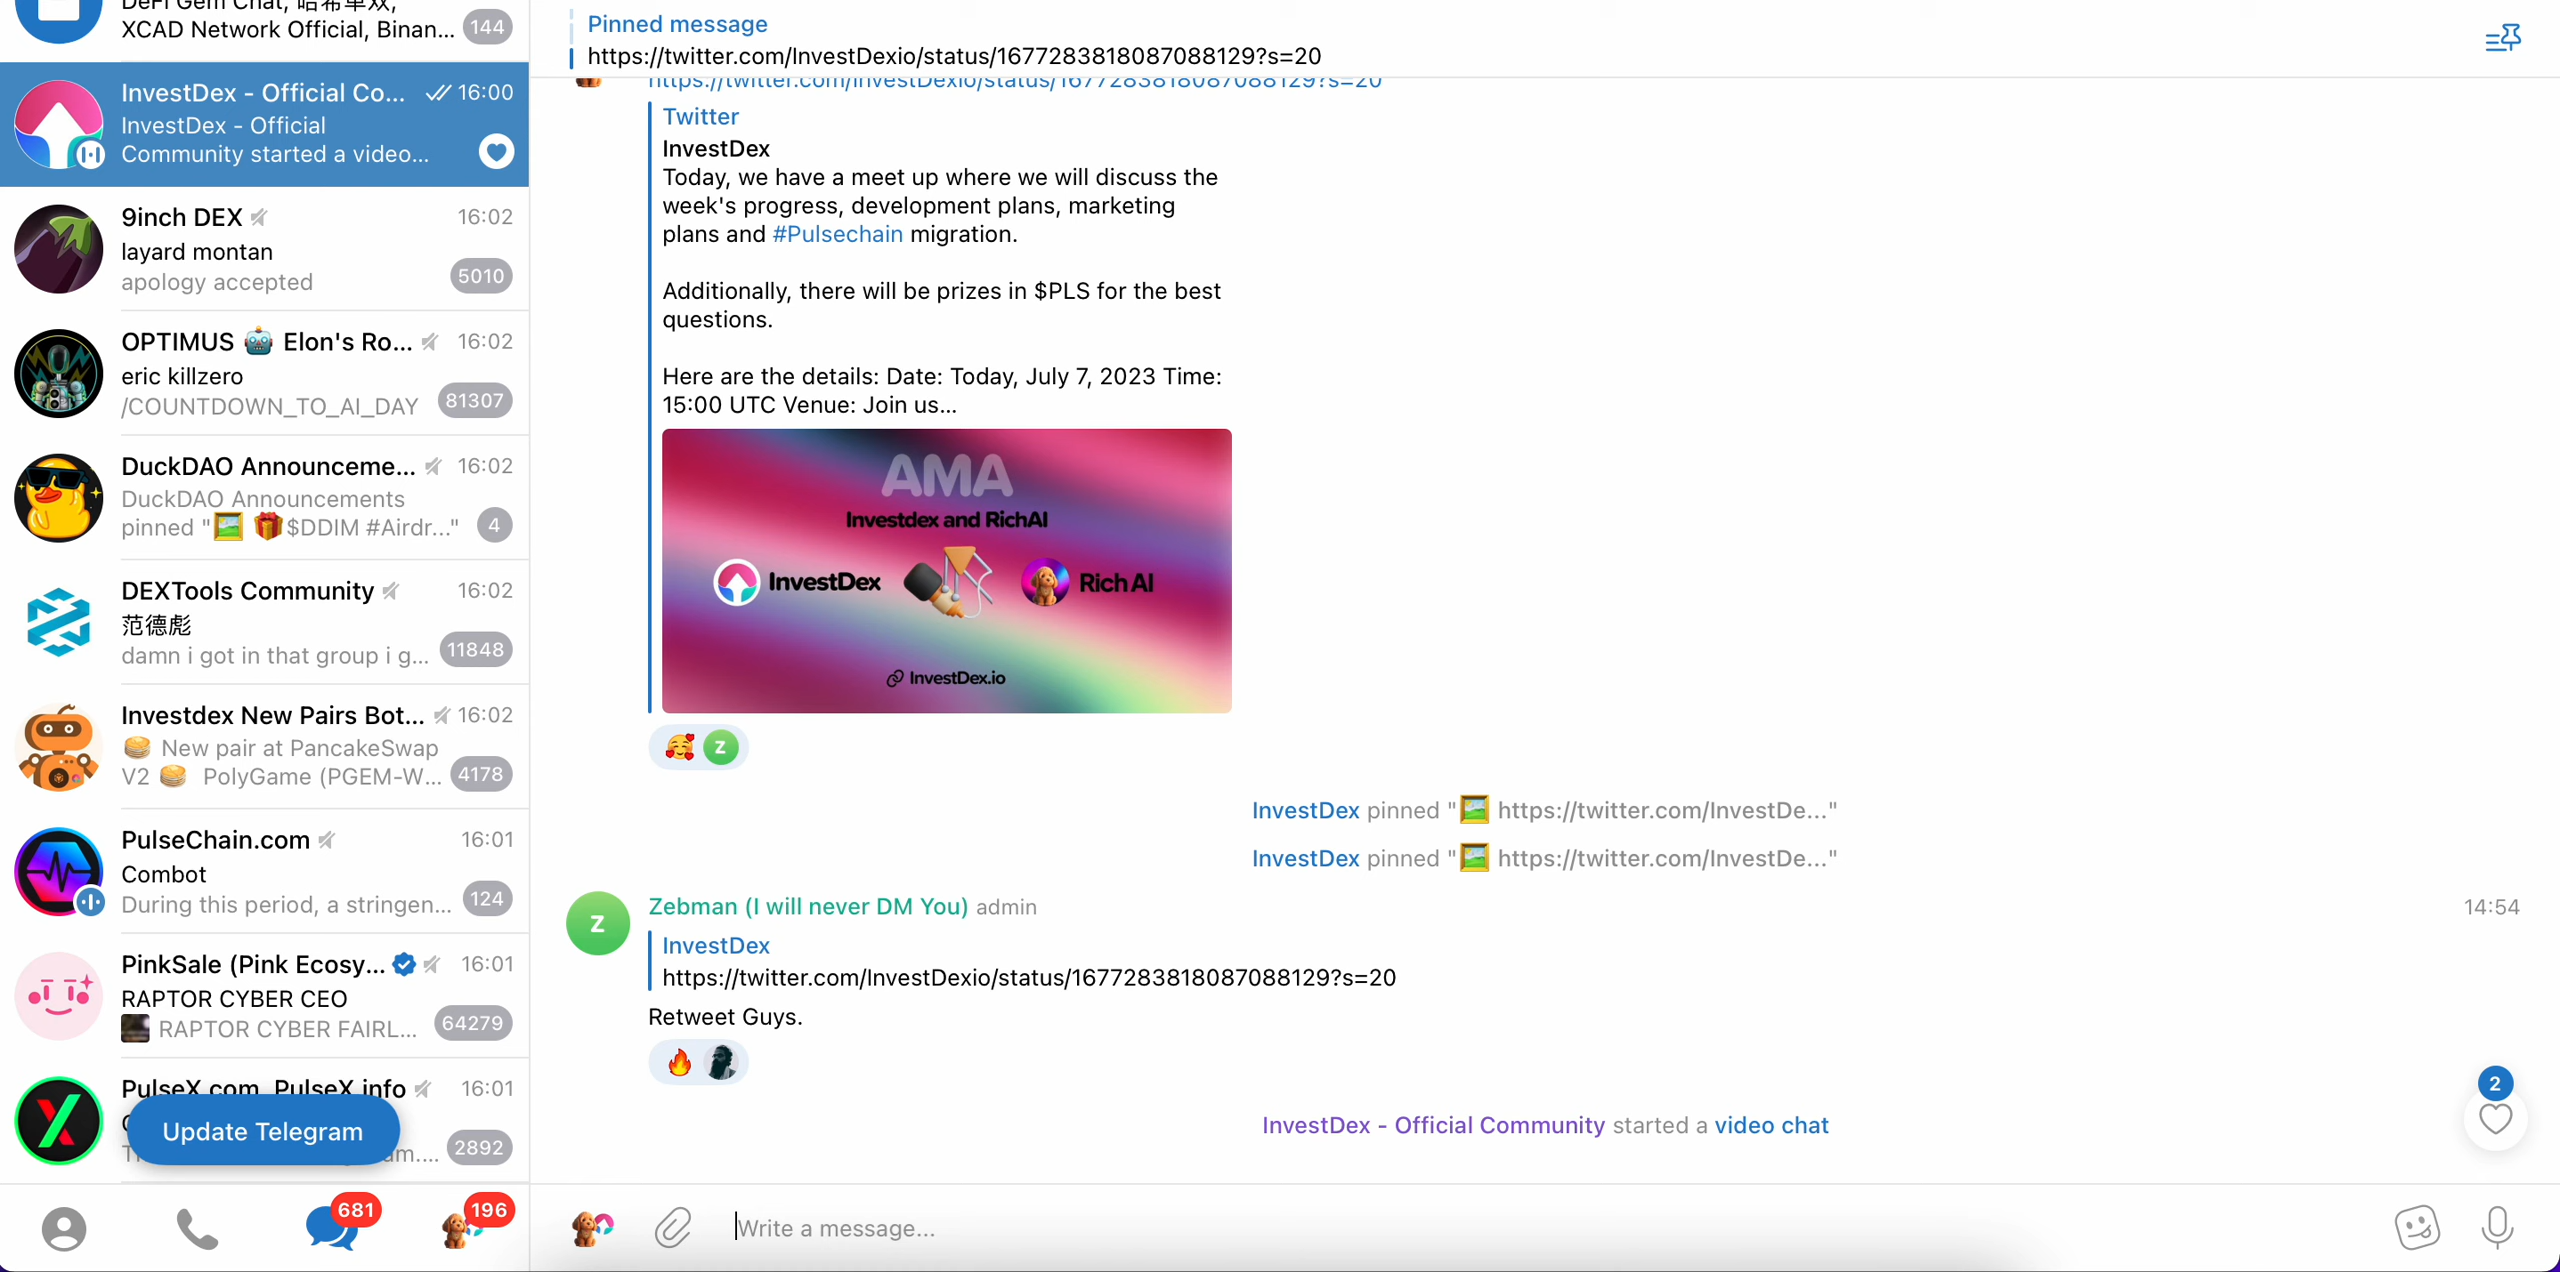 XCAD Network Official, Binan... 144
InvestDex - Official Co... 16:00
InvestDex - Official
Community started a video...
9inch DEX 16:02
layard montan
apology accepted 5010
OPTIMUS 🤖 Elon's Ro... 16:02
eric killzero
/COUNTDOWN_TO_AI_DAY 81307
DuckDAO Announceme... 16:02
DuckDAO Announcements
pinned "🖼 🎁$DDIM #Airdr..." 4
DEXTools Community 16:02
范德彪
damn i got in that group i g... 11848
Investdex New Pairs Bot... 16:02
🥞 New pair at PancakeSwap
V2 🥞 PolyGame (PGEM-W... 4178
PulseChain.com 16:01
Combot
During this period, a stringen... 124
PinkSale (Pink Ecosy... 16:01
RAPTOR CYBER CEO
RAPTOR CYBER FAIRL... 64279
PulseX.com, PulseX.info 16:01
Update Telegram
2892
681
196
Pinned message
https://twitter.com/InvestDexio/status/1677283818087088129?s=20
https://twitter.com/InvestDexio/status/1677283818087088129?s=20
Twitter
InvestDex
Today, we have a meet up where we will discuss the
week's progress, development plans, marketing
plans and #Pulsechain migration.
Additionally, there will be prizes in $PLS for the best
questions.
Here are the details: Date: Today, July 7, 2023 Time:
15:00 UTC Venue: Join us...
AMA
Investdex and RichAI
InvestDex
Rich AI
InvestDex.io
Z
InvestDex pinned "🖼 https://twitter.com/InvestDe..."
InvestDex pinned "🖼 https://twitter.com/InvestDe..."
Z
Zebman (I will never DM You) admin 14:54
InvestDex
https://twitter.com/InvestDexio/status/1677283818087088129?s=20
Retweet Guys.
2
InvestDex - Official Community started a video chat
Write a message...